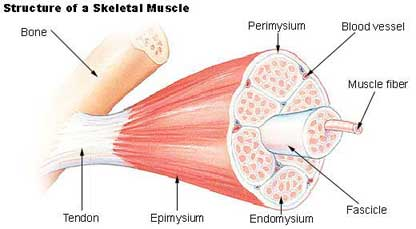 Structure of a Skeletal Muscle
Perimysium
Blood vessel
Bone
Muscle fiber
Fascicle
Tendon
Epimysium
Endomysium